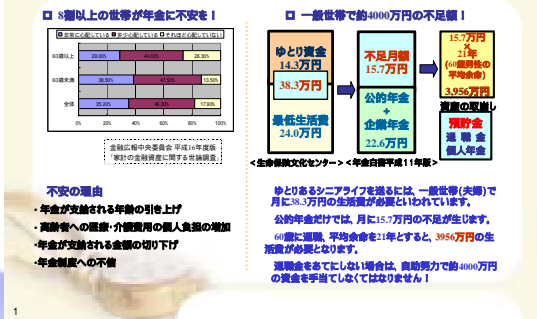 ロ 8割以上の世帯が年金に不安を！
ロ 一般世帯で約4000万円の不足額！
□非常に心配している ■多少心配している □それほど心配していない
60歳以上
29.00%
44.00%
26.30%
60歳未満
38.50%
47.50%
13.50%
全体
35.20%
46.30%
17.90%
0%
20%
40%
60%
80%
100%
金融広報中央委員会 平成16年度版
「家計の金融資産に関する世論調査」
ゆとり資金
14.3万円
38.3万円
最低生活費
24.0万円
不足月額
15.7万円
公的年金
+
企業年金
22.6万円
15.7万円
×
21年
(60歳男性の
平均余命)
3,956万円
資産の取崩し
預貯金
退職金
個人年金
＜生命保険文化センター＞
＜年金白書平成11年版＞
不安の理由
・年金が支給される年齢の引き上げ
・高齢者への医療・介護費用の個人負担の増加
・年金が支給される金額の切り下げ
・年金制度への不信
ゆとりあるシニアライフを送るには、一般世帯(夫婦)で
月に38.3万円の生活費が必要といわれています。
公的年金だけでは、月に15.7万円の不足が生じます。
60歳に退職、平均余命を21年とすると、3956万円の生
活費が必要となります。
退職金をあてにしない場合は、自助努力で約4000万円
の資金を手当てしなくてはなりません！
1